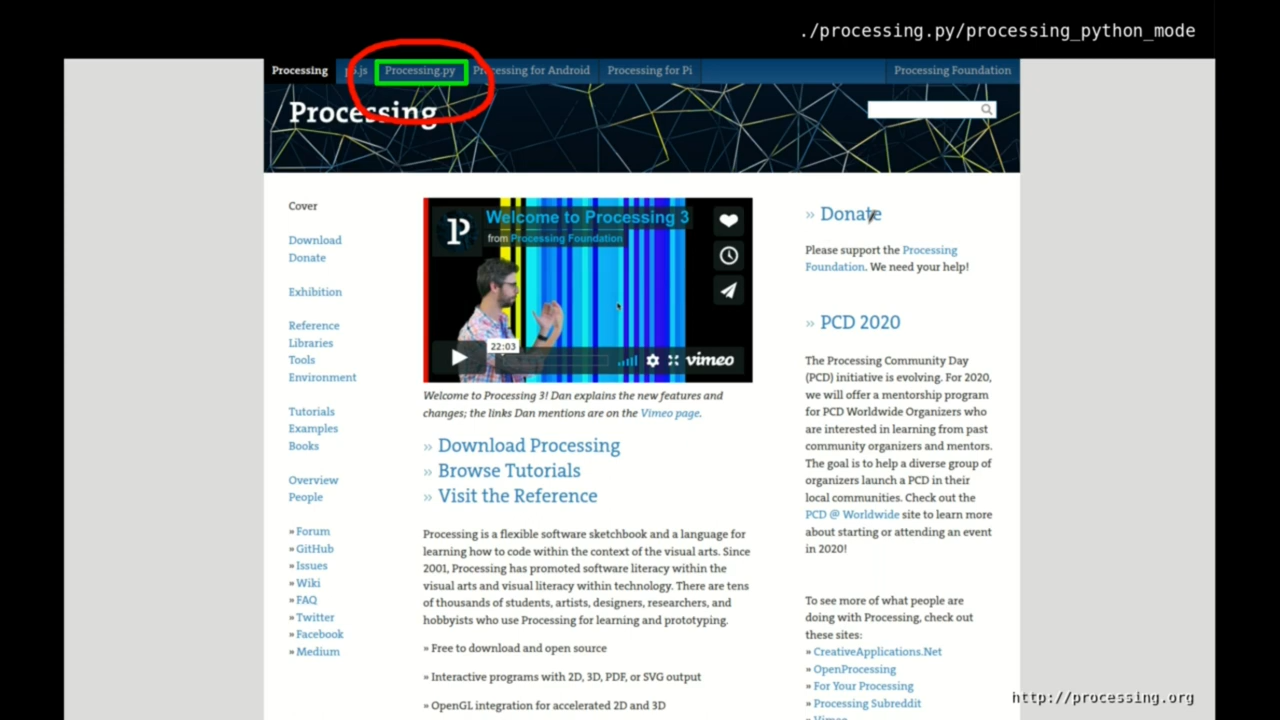 ./processing.py/processing_python_mode
Processing
p5.js
Processing.py
Processing for Android
Processing for Pi
Processing Foundation
Processing
Cover
Download
Donate
Exhibition
Reference
Libraries
Tools
Environment
Tutorials
Examples
Books
Overview
People
» Forum
» GitHub
» Issues
» Wiki
» FAQ
» Twitter
» Facebook
» Medium
Welcome to Processing 3
from Processing Foundation
22:03
vimeo
Welcome to Processing 3! Dan explains the new features and
changes; the links Dan mentions are on the Vimeo page.
» Download Processing
» Browse Tutorials
» Visit the Reference
Processing is a flexible software sketchbook and a language for
learning how to code within the context of the visual arts. Since
2001, Processing has promoted software literacy within the
visual arts and visual literacy within technology. There are tens
of thousands of students, artists, designers, researchers, and
hobbyists who use Processing for learning and prototyping.
» Free to download and open source
» Interactive programs with 2D, 3D, PDF, or SVG output
» OpenGL integration for accelerated 2D and 3D
» Donate
Please support the Processing
Foundation. We need your help!
» PCD 2020
The Processing Community Day
(PCD) initiative is evolving. For 2020,
we will offer a mentorship program
for PCD Worldwide Organizers who
are interested in learning from past
community organizers and mentors.
The goal is to help a diverse group of
organizers launch a PCD in their
local communities. Check out the
PCD @ Worldwide site to learn more
about starting or attending an event
in 2020!
To see more of what people are
doing with Processing, check out
these sites:
» CreativeApplications.Net
» OpenProcessing
» For Your Processing
» Processing Subreddit
» Vimeo
http://processing.org